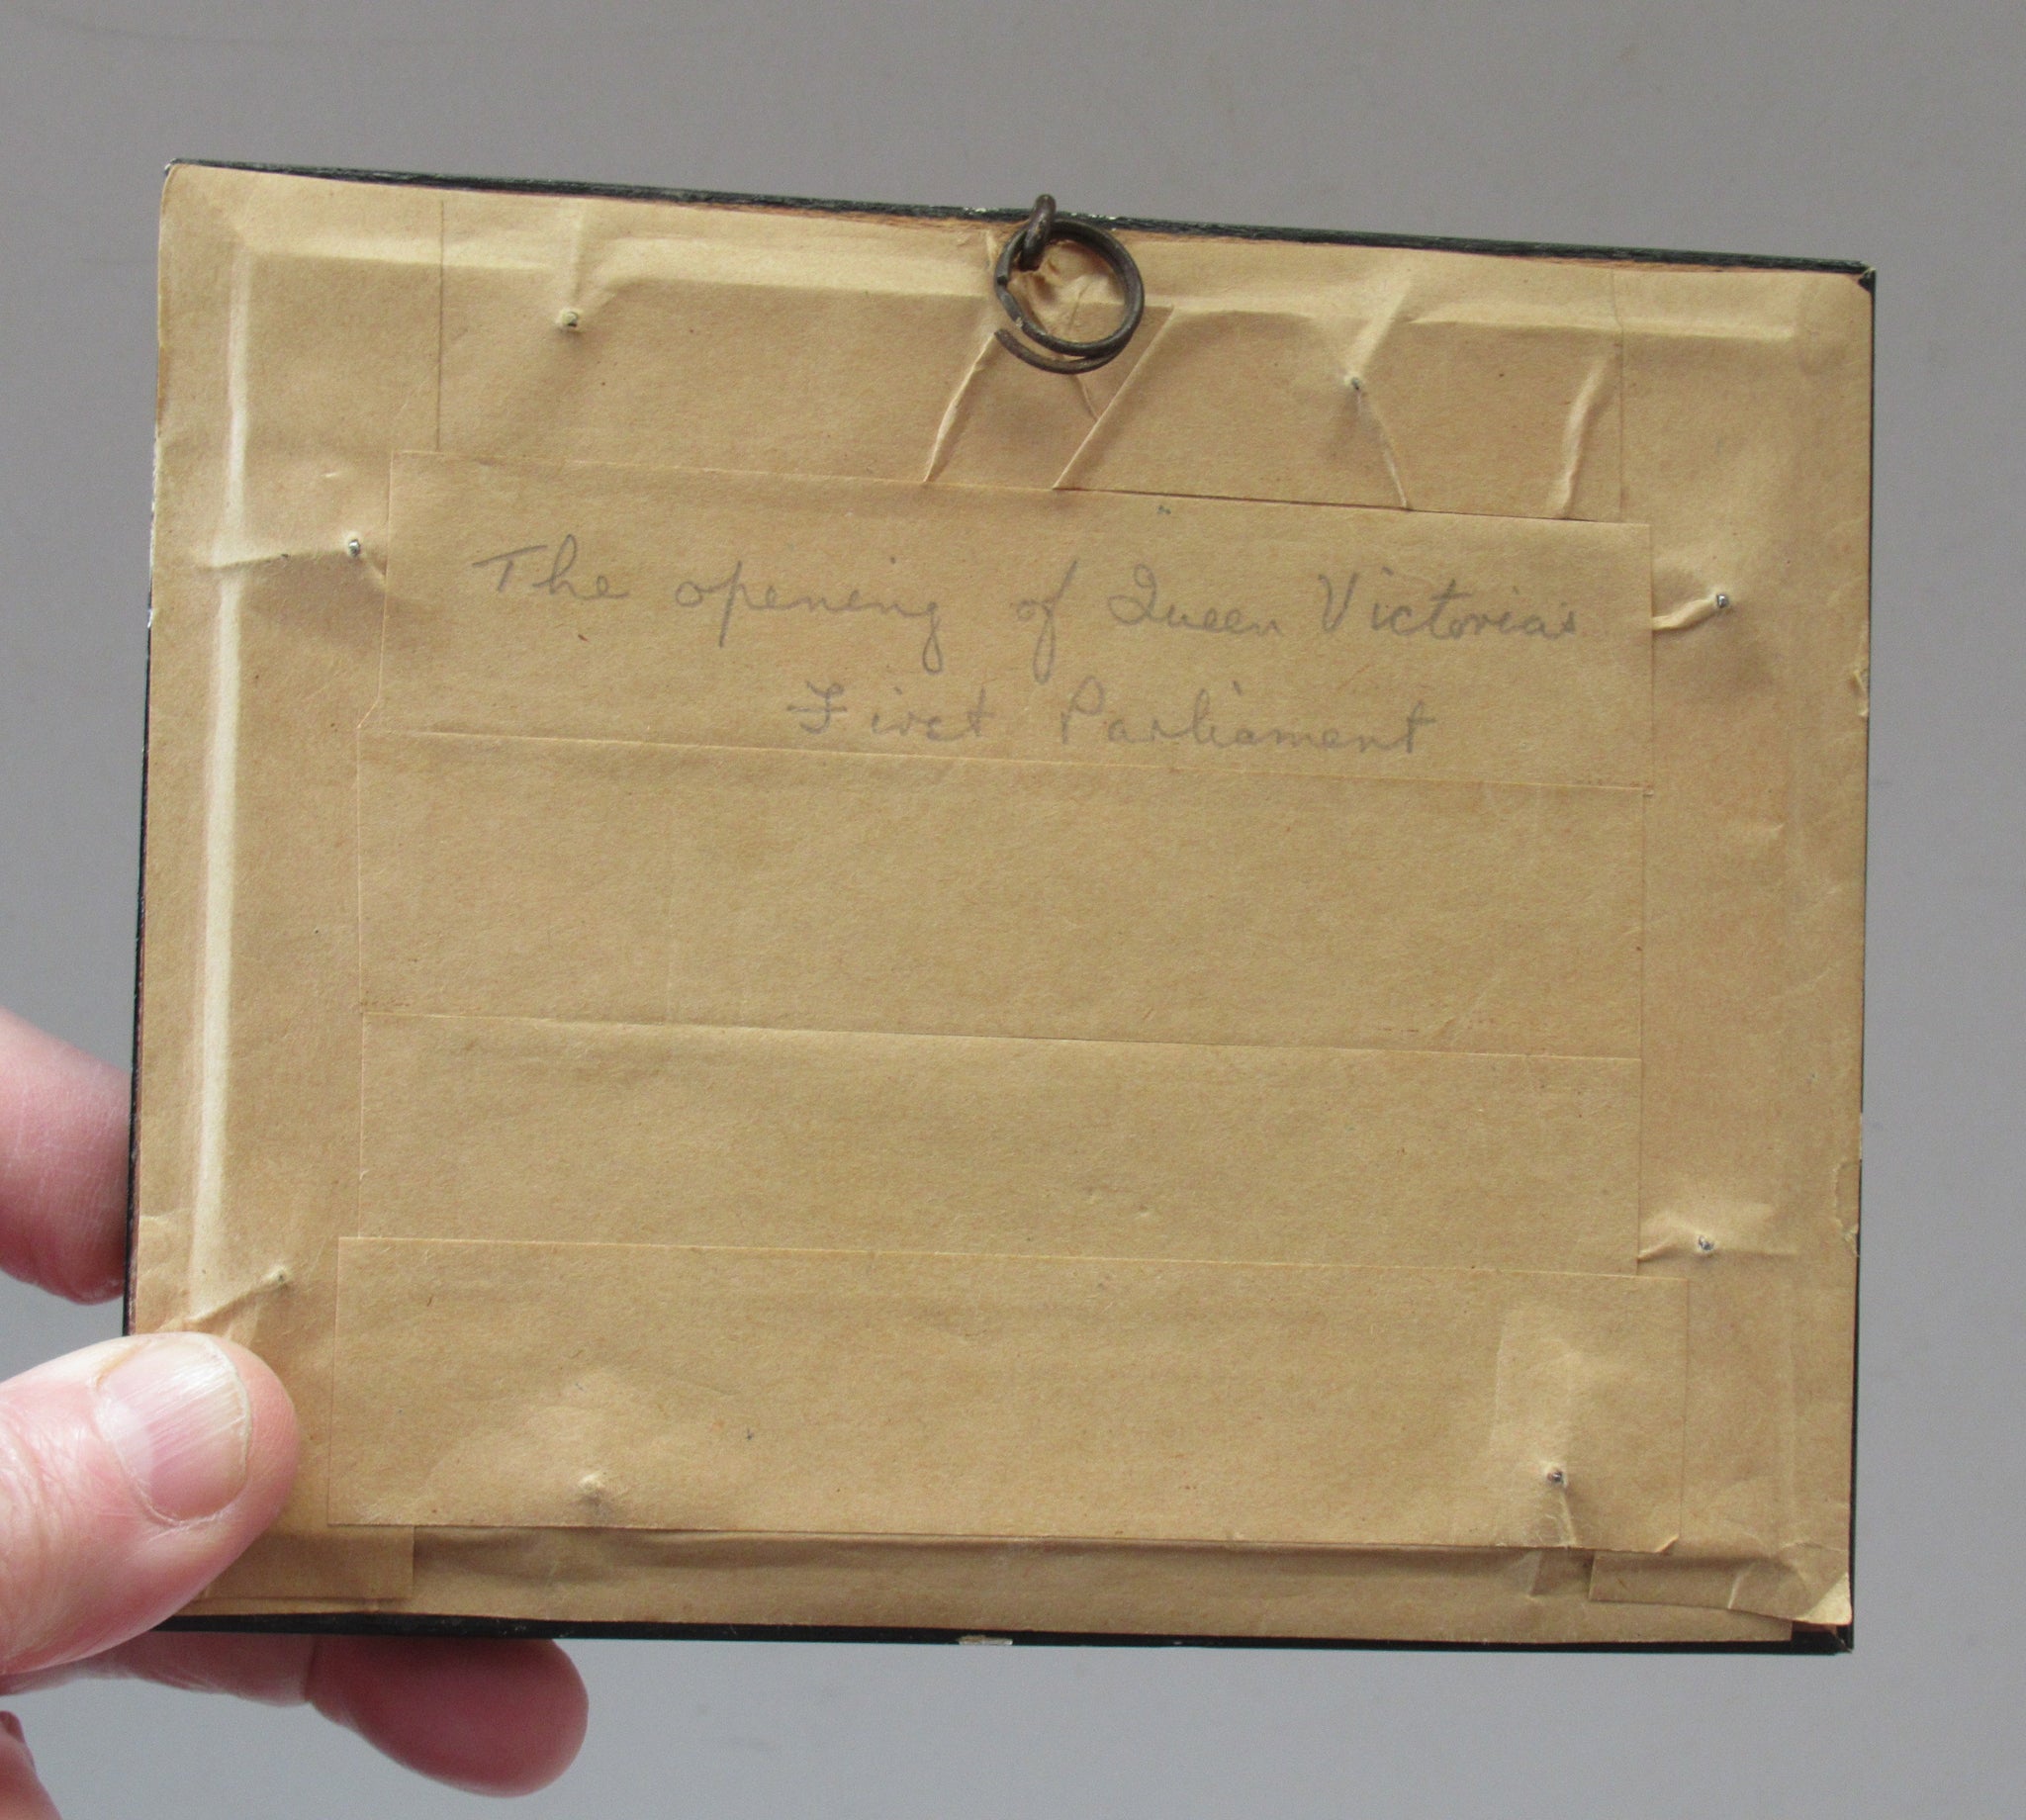 The opening of Queen Victoria's
First Parliament